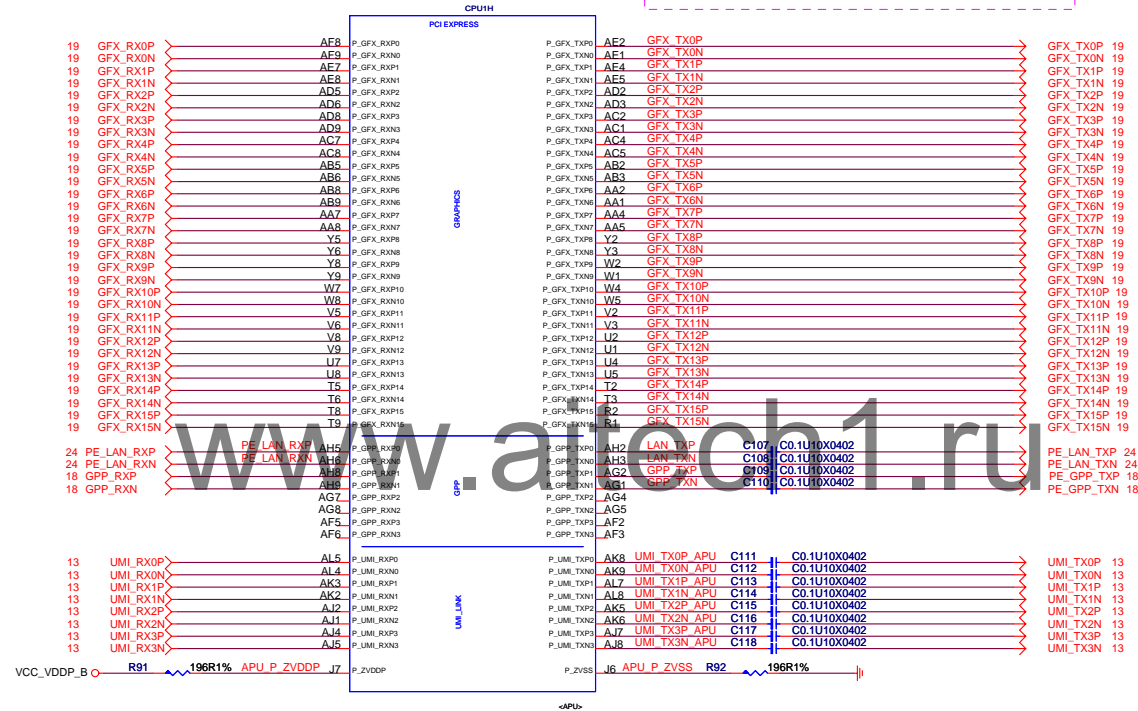 CPU1H
PCI EXPRESS
19 GFX_RX0P AF8 P_GFX_RXP0 P_GFX_TXP0 AE2 GFX_TX0P GFX_TX0P 19
19 GFX_RX0N AF9 P_GFX_RXN0 P_GFX_TXN0 AE1 GFX_TX0N GFX_TX0N 19
19 GFX_RX1P AE7 P_GFX_RXP1 P_GFX_TXP1 AE4 GFX_TX1P GFX_TX1P 19
19 GFX_RX1N AE8 P_GFX_RXN1 P_GFX_TXN1 AE5 GFX_TX1N GFX_TX1N 19
19 GFX_RX2P AD5 P_GFX_RXP2 P_GFX_TXP2 AD2 GFX_TX2P GFX_TX2P 19
19 GFX_RX2N AD6 P_GFX_RXN2 P_GFX_TXN2 AD3 GFX_TX2N GFX_TX2N 19
19 GFX_RX3P AD8 P_GFX_RXP3 P_GFX_TXP3 AC2 GFX_TX3P GFX_TX3P 19
19 GFX_RX3N AD9 P_GFX_RXN3 P_GFX_TXN3 AC1 GFX_TX3N GFX_TX3N 19
19 GFX_RX4P AC7 P_GFX_RXP4 P_GFX_TXP4 AC4 GFX_TX4P GFX_TX4P 19
19 GFX_RX4N AC8 P_GFX_RXN4 P_GFX_TXN4 AC5 GFX_TX4N GFX_TX4N 19
19 GFX_RX5P AB5 P_GFX_RXP5 P_GFX_TXP5 AB2 GFX_TX5P GFX_TX5P 19
19 GFX_RX5N AB6 P_GFX_RXN5 P_GFX_TXN5 AB3 GFX_TX5N GFX_TX5N 19
19 GFX_RX6P AB8 P_GFX_RXP6 P_GFX_TXP6 AA2 GFX_TX6P GFX_TX6P 19
19 GFX_RX6N AB9 P_GFX_RXN6 P_GFX_TXN6 AA1 GFX_TX6N GFX_TX6N 19
19 GFX_RX7P AA7 P_GFX_RXP7 P_GFX_TXP7 AA4 GFX_TX7P GFX_TX7P 19
19 GFX_RX7N AA8 P_GFX_RXN7 P_GFX_TXN7 AA5 GFX_TX7N GFX_TX7N 19
GRAPHICS
19 GFX_RX8P Y5 P_GFX_RXP8 P_GFX_TXP8 Y2 GFX_TX8P GFX_TX8P 19
19 GFX_RX8N Y6 P_GFX_RXN8 P_GFX_TXN8 Y3 GFX_TX8N GFX_TX8N 19
19 GFX_RX9P Y8 P_GFX_RXP9 P_GFX_TXP9 W2 GFX_TX9P GFX_TX9P 19
19 GFX_RX9N Y9 P_GFX_RXN9 P_GFX_TXN9 W1 GFX_TX9N GFX_TX9N 19
19 GFX_RX10P W7 P_GFX_RXP10 P_GFX_TXP10 W4 GFX_TX10P GFX_TX10P 19
19 GFX_RX10N W8 P_GFX_RXN10 P_GFX_TXN10 W5 GFX_TX10N GFX_TX10N 19
19 GFX_RX11P V5 P_GFX_RXP11 P_GFX_TXP11 V2 GFX_TX11P GFX_TX11P 19
19 GFX_RX11N V6 P_GFX_RXN11 P_GFX_TXN11 V3 GFX_TX11N GFX_TX11N 19
19 GFX_RX12P V8 P_GFX_RXP12 P_GFX_TXP12 U2 GFX_TX12P GFX_TX12P 19
19 GFX_RX12N V9 P_GFX_RXN12 P_GFX_TXN12 U1 GFX_TX12N GFX_TX12N 19
19 GFX_RX13P U7 P_GFX_RXP13 P_GFX_TXP13 U4 GFX_TX13P GFX_TX13P 19
19 GFX_RX13N U8 P_GFX_RXN13 P_GFX_TXN13 U5 GFX_TX13N GFX_TX13N 19
19 GFX_RX14P T5 P_GFX_RXP14 P_GFX_TXP14 T2 GFX_TX14P GFX_TX14P 19
19 GFX_RX14N T6 P_GFX_RXN14 P_GFX_TXN14 T3 GFX_TX14N GFX_TX14N 19
19 GFX_RX15P T8 P_GFX_RXP15 P_GFX_TXP15 R2 GFX_TX15P GFX_TX15P 19
19 GFX_RX15N T9 P_GFX_RXN15 P_GFX_TXN15 R1 GFX_TX15N GFX_TX15N 19
www.aitech1.ru
24 PE_LAN_RXP PE_LAN_RXP AH5 P_GPP_RXP0 P_GPP_TXP0 AH2 LAN_TXP C107 C0.1U10X0402 PE_LAN_TXP 24
24 PE_LAN_RXN PE_LAN_RXN AH6 P_GPP_RXN0 P_GPP_TXN0 AH3 LAN_TXN C108 C0.1U10X0402 PE_LAN_TXN 24
18 GPP_RXP AH8 P_GPP_RXP1 P_GPP_TXP1 AG2 GPP_TXP C109 C0.1U10X0402 PE_GPP_TXP 18
18 GPP_RXN AH9 P_GPP_RXN1 P_GPP_TXN1 AG1 GPP_TXN C110 C0.1U10X0402 PE_GPP_TXN 18
GPP
AG7 P_GPP_RXP2 P_GPP_TXP2 AG4
AG8 P_GPP_RXN2 P_GPP_TXN2 AG5
AF5 P_GPP_RXP3 P_GPP_TXP3 AF2
AF6 P_GPP_RXN3 P_GPP_TXN3 AF3
13 UMI_RX0P AL5 P_UMI_RXP0 P_UMI_TXP0 AK8 UMI_TX0P_APU C111 C0.1U10X0402 UMI_TX0P 13
13 UMI_RX0N AL4 P_UMI_RXN0 P_UMI_TXN0 AK9 UMI_TX0N_APU C112 C0.1U10X0402 UMI_TX0N 13
13 UMI_RX1P AK3 P_UMI_RXP1 P_UMI_TXP1 AL7 UMI_TX1P_APU C113 C0.1U10X0402 UMI_TX1P 13
13 UMI_RX1N AK2 P_UMI_RXN1 P_UMI_TXN1 AL8 UMI_TX1N_APU C114 C0.1U10X0402 UMI_TX1N 13
13 UMI_RX2P AJ2 P_UMI_RXP2 P_UMI_TXP2 AK5 UMI_TX2P_APU C115 C0.1U10X0402 UMI_TX2P 13
13 UMI_RX2N AJ1 P_UMI_RXN2 P_UMI_TXN2 AK6 UMI_TX2N_APU C116 C0.1U10X0402 UMI_TX2N 13
13 UMI_RX3P AJ4 P_UMI_RXP3 P_UMI_TXP3 AJ7 UMI_TX3P_APU C117 C0.1U10X0402 UMI_TX3P 13
13 UMI_RX3N AJ5 P_UMI_RXN3 P_UMI_TXN3 AJ8 UMI_TX3N_APU C118 C0.1U10X0402 UMI_TX3N 13
UMI_LINK
VCC_VDDP_B R91 196R1% APU_P_ZVDDP J7 P_ZVDDP P_ZVSS J6 APU_P_ZVSS R92 196R1%
<APU>